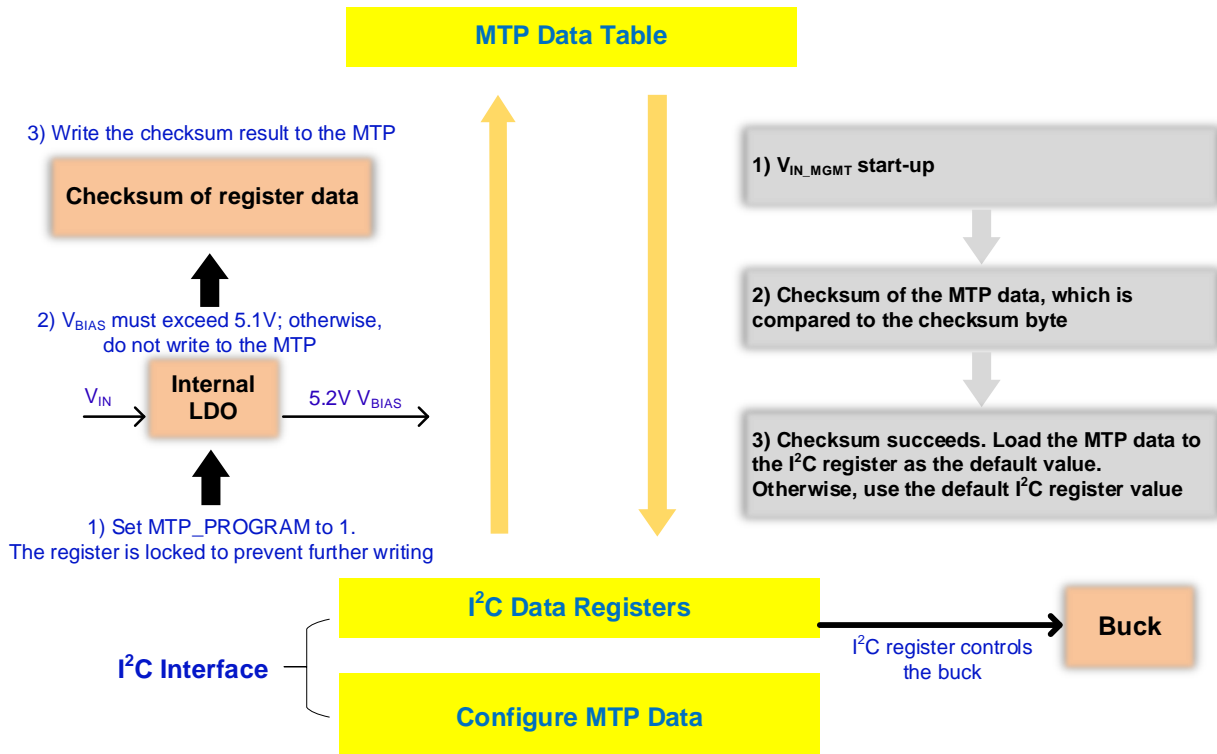 MTP Data Table
3) Write the checksum result to the MTP
Checksum of register data
2) VBIAS must exceed 5.1V; otherwise,
do not write to the MTP
VIN
Internal
LDO
5.2V VBIAS
1) Set MTP_PROGRAM to 1.
The register is locked to prevent further writing
1) VIN_MGMT start-up
2) Checksum of the MTP data, which is
compared to the checksum byte
3) Checksum succeeds. Load the MTP data to
the I²C register as the default value.
Otherwise, use the default I²C register value
I²C Interface
I²C Data Registers
Configure MTP Data
I²C register controls
the buck
Buck